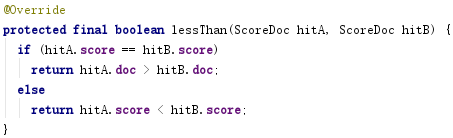 @Override
protected final boolean lessThan(ScoreDoc hitA, ScoreDoc hitB) {
  if (hitA.score == hitB.score)
    return hitA.doc > hitB.doc;
  else
    return hitA.score < hitB.score;
}